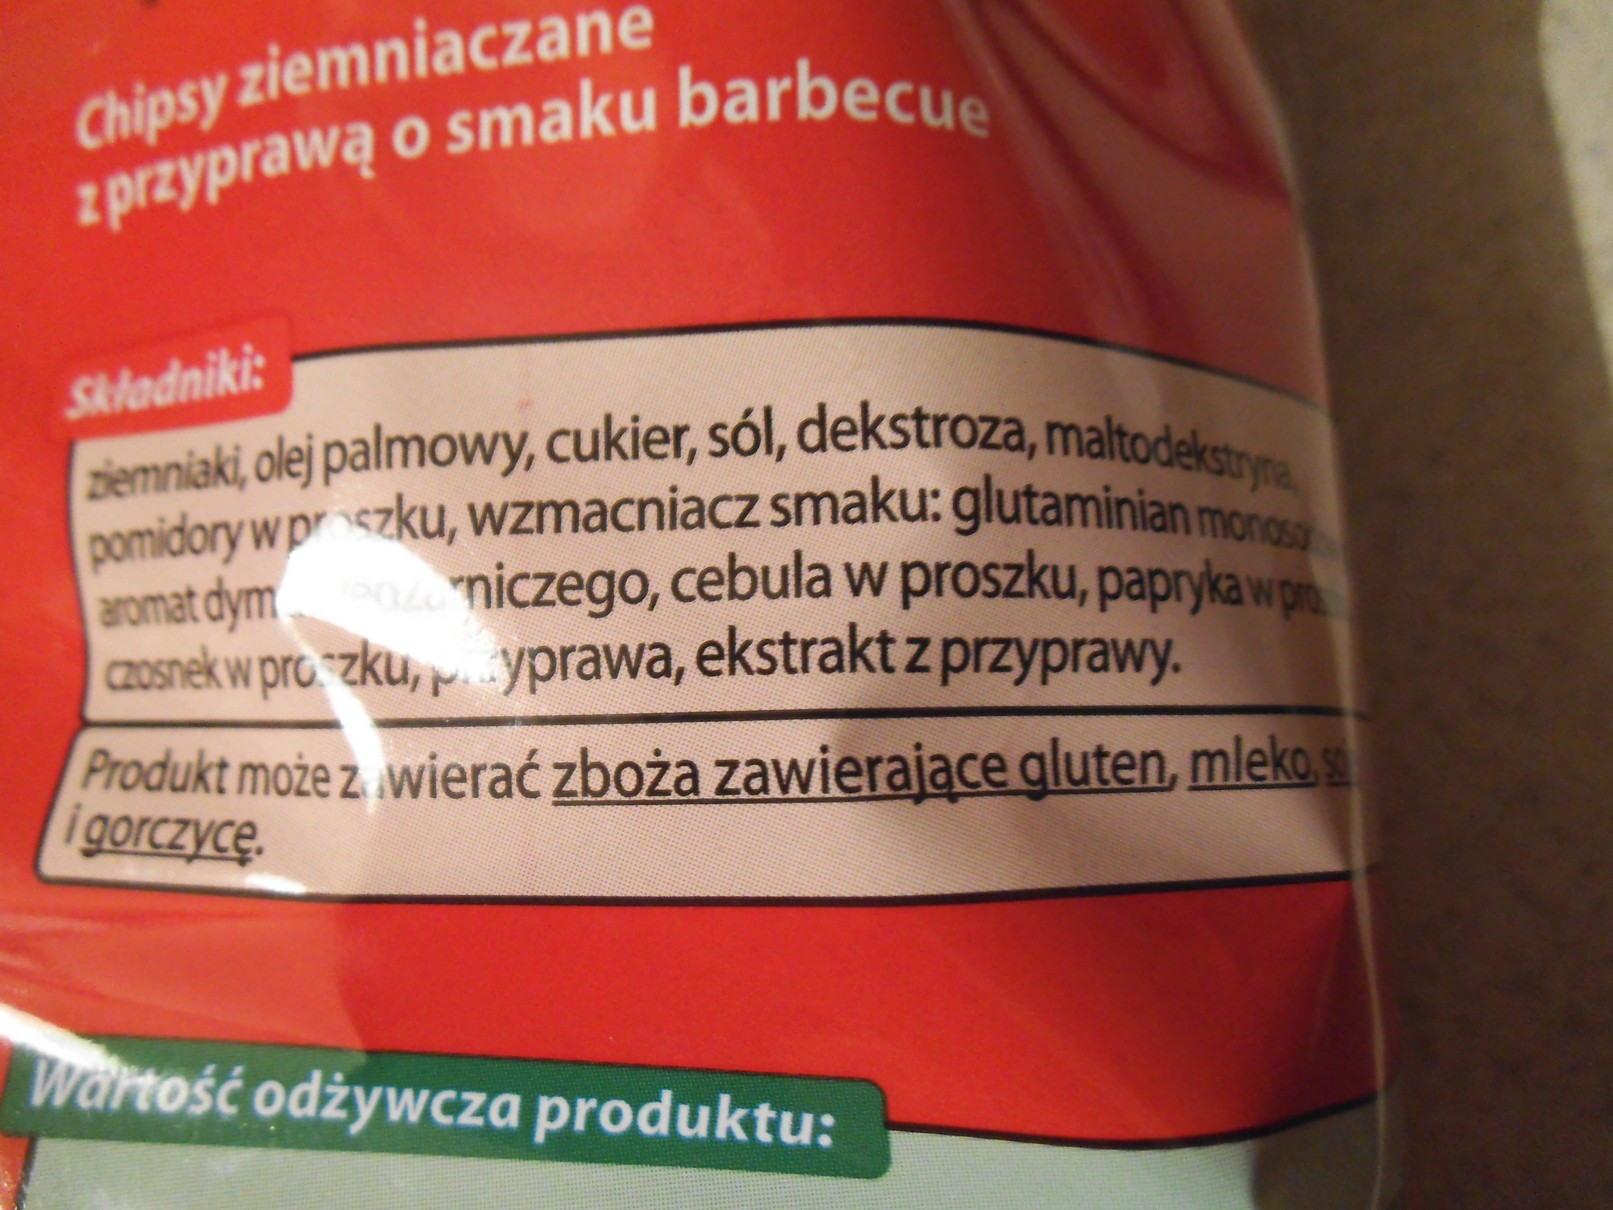 Chipsy ziemniaczane
z przyprawą o smaku barbecue
Składniki:
ziemniaki, olej palmowy, cukier, sól, dekstroza, maltodekstryna,
pomidory w proszku, wzmacniacz smaku: glutaminian
aromat niczego, cebula w proszku, papryka w
czosnek w proszku, przyprawa, ekstrakt z przyprawy.
Produkt może zawierać zboża zawierające gluten, mleko,
i gorczycę.
Wartość odżywcza produktu: